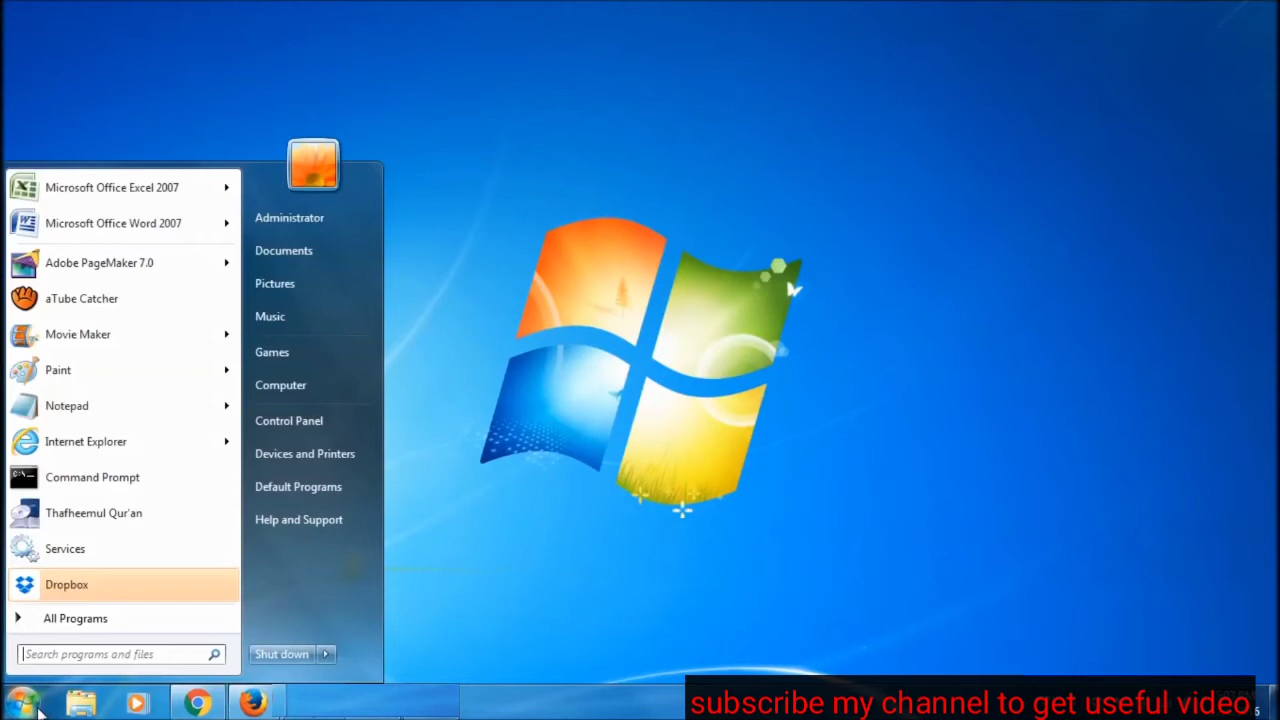 Microsoft Office Excel 2007
Microsoft Office Word 2007
Adobe PageMaker 7.0
aTube Catcher
Movie Maker
Paint
Notepad
Internet Explorer
Command Prompt
Thafheemul Qur'an
Services
Dropbox
All Programs
Search programs and files
Administrator
Documents
Pictures
Music
Games
Computer
Control Panel
Devices and Printers
Default Programs
Help and Support
Shut down
subscribe my channel to get useful video